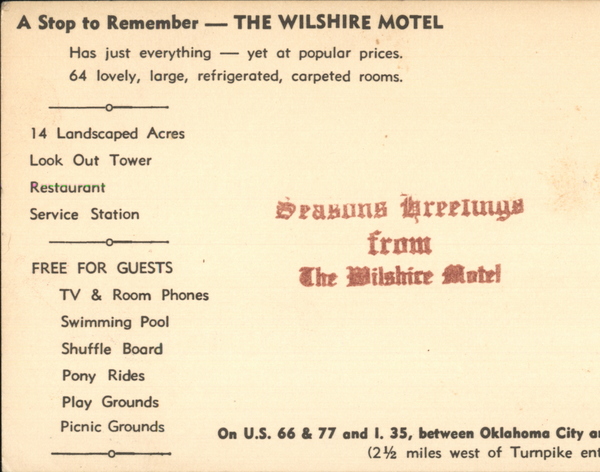 A Stop to Remember — THE WILSHIRE MOTEL
Has just everything — yet at popular prices.
64 lovely, large, refrigerated, carpeted rooms.
14 Landscaped Acres
Look Out Tower
Restaurant
Service Station
Seasons Greetings
from
The Wilshire Motel
FREE FOR GUESTS
TV & Room Phones
Swimming Pool
Shuffle Board
Pony Rides
Play Grounds
Picnic Grounds
On U.S. 66 & 77 and I. 35, between Oklahoma City
(2½ miles west of Turnpike